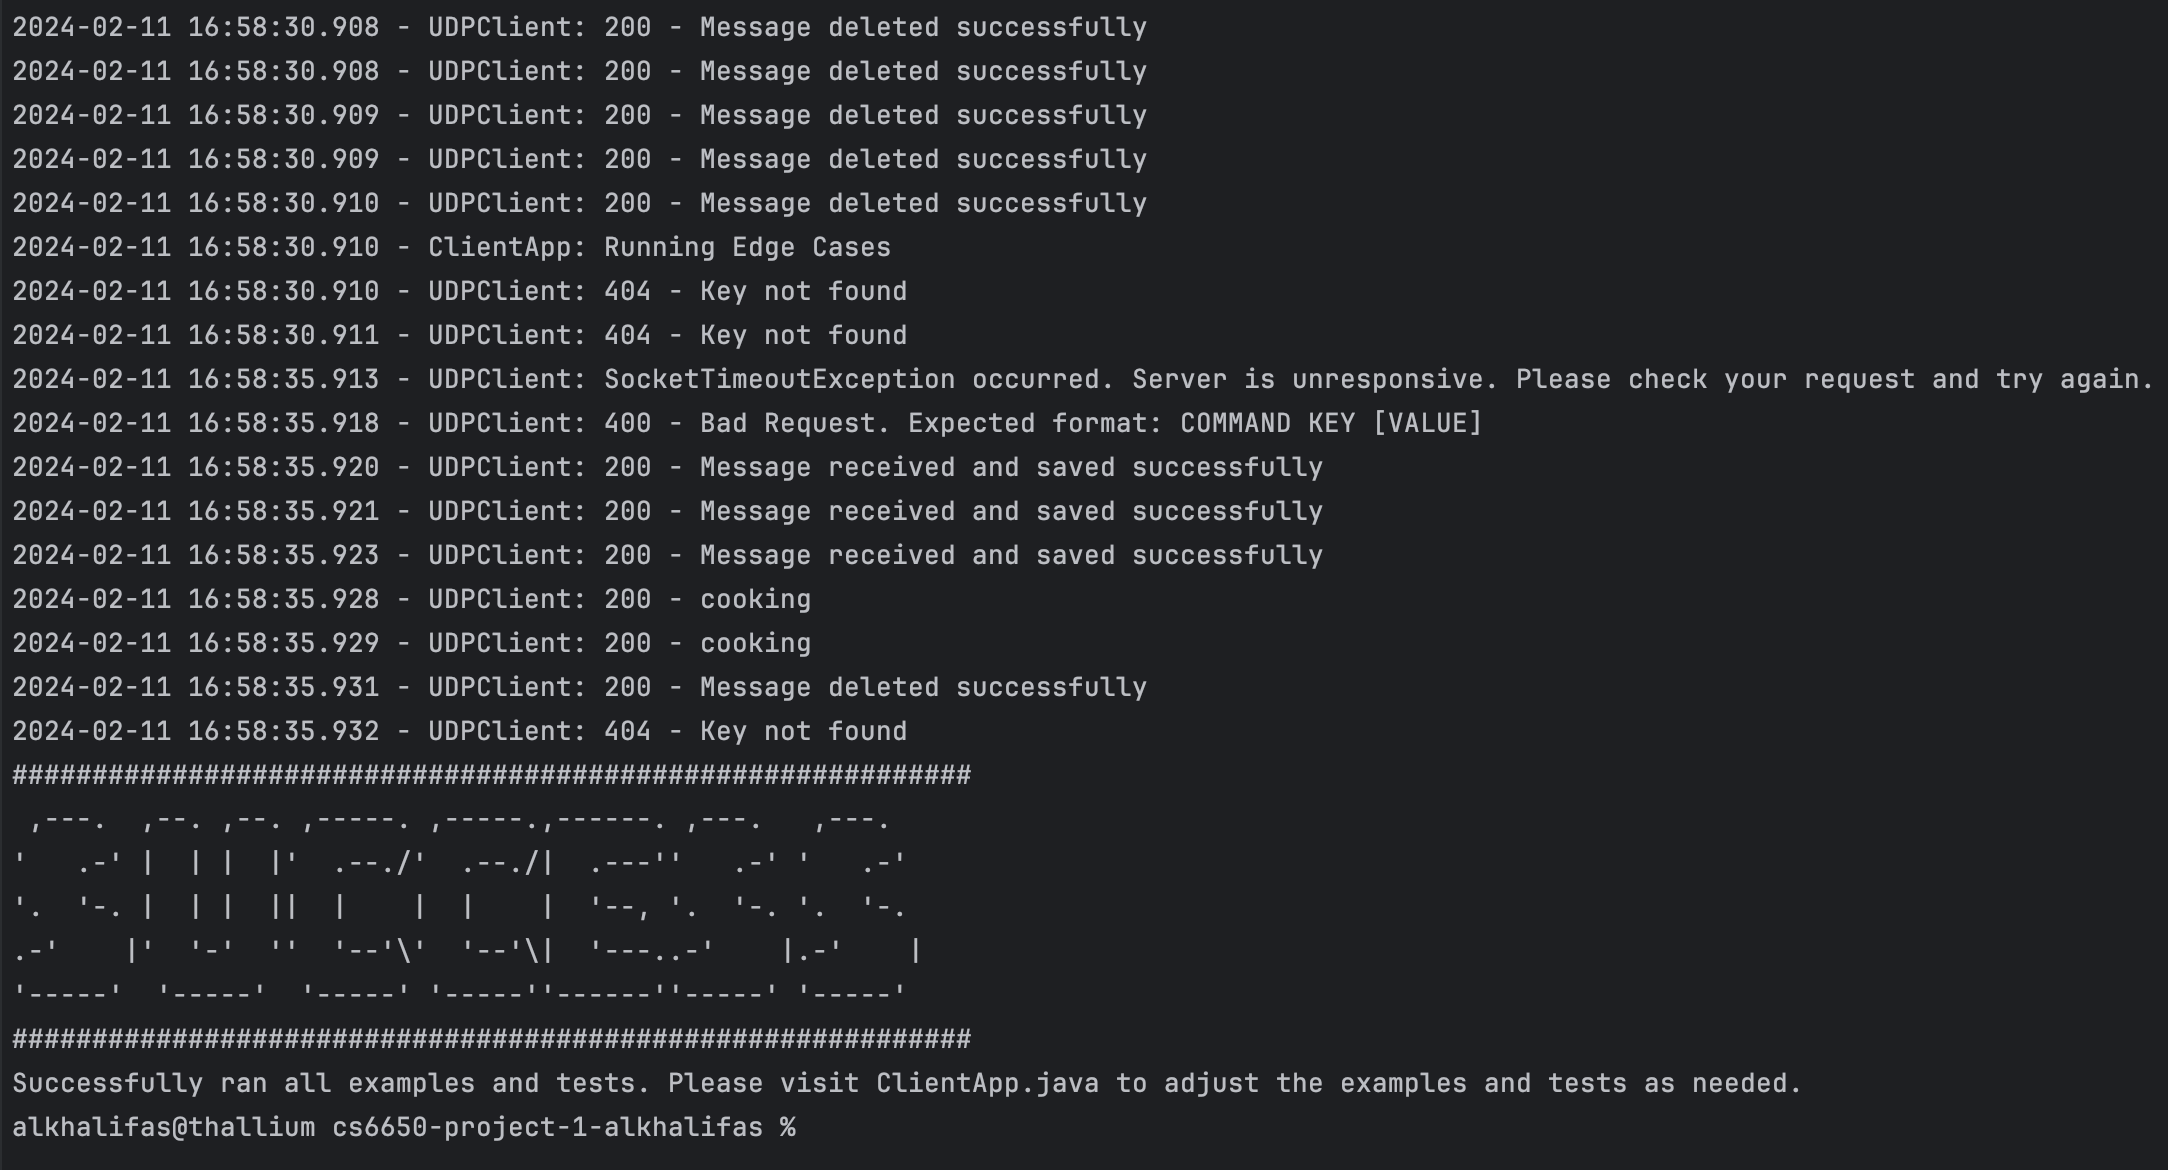 2024-02-11 16:58:30.908 - UDPClient: 200 - Message deleted successfully
2024-02-11 16:58:30.908 - UDPClient: 200 - Message deleted successfully
2024-02-11 16:58:30.909 - UDPClient: 200 - Message deleted successfully
2024-02-11 16:58:30.909 - UDPClient: 200 - Message deleted successfully
2024-02-11 16:58:30.910 - UDPClient: 200 - Message deleted successfully
2024-02-11 16:58:30.910 - ClientApp: Running Edge Cases
2024-02-11 16:58:30.910 - UDPClient: 404 - Key not found
2024-02-11 16:58:30.911 - UDPClient: 404 - Key not found
2024-02-11 16:58:35.913 - UDPClient: SocketTimeoutException occurred. Server is unresponsive. Please check your request and try again.
2024-02-11 16:58:35.918 - UDPClient: 400 - Bad Request. Expected format: COMMAND KEY [VALUE]
2024-02-11 16:58:35.920 - UDPClient: 200 - Message received and saved successfully
2024-02-11 16:58:35.921 - UDPClient: 200 - Message received and saved successfully
2024-02-11 16:58:35.923 - UDPClient: 200 - Message received and saved successfully
2024-02-11 16:58:35.928 - UDPClient: 200 - cooking
2024-02-11 16:58:35.929 - UDPClient: 200 - cooking
2024-02-11 16:58:35.931 - UDPClient: 200 - Message deleted successfully
2024-02-11 16:58:35.932 - UDPClient: 404 - Key not found
############################################################
 ,---.  ,--. ,--. ,-----. ,-----.,------. ,---.   ,---.
'   .-' |  | |  |'  .--./'  .--./|  .---''   .-' '   .-'
'.  '-. |  | |  ||  |    |  |    |  '--, '.  '-. '.  '-.
.-'    |'  '-'  ''  '--'\'  '--'\|  '---..-'    |.-'    |
'-----'  '-----'  '-----' '-----''------''-----' '-----'
############################################################
Successfully ran all examples and tests. Please visit ClientApp.java to adjust the examples and tests as needed.
alkhalifas@thallium cs6650-project-1-alkhalifas %